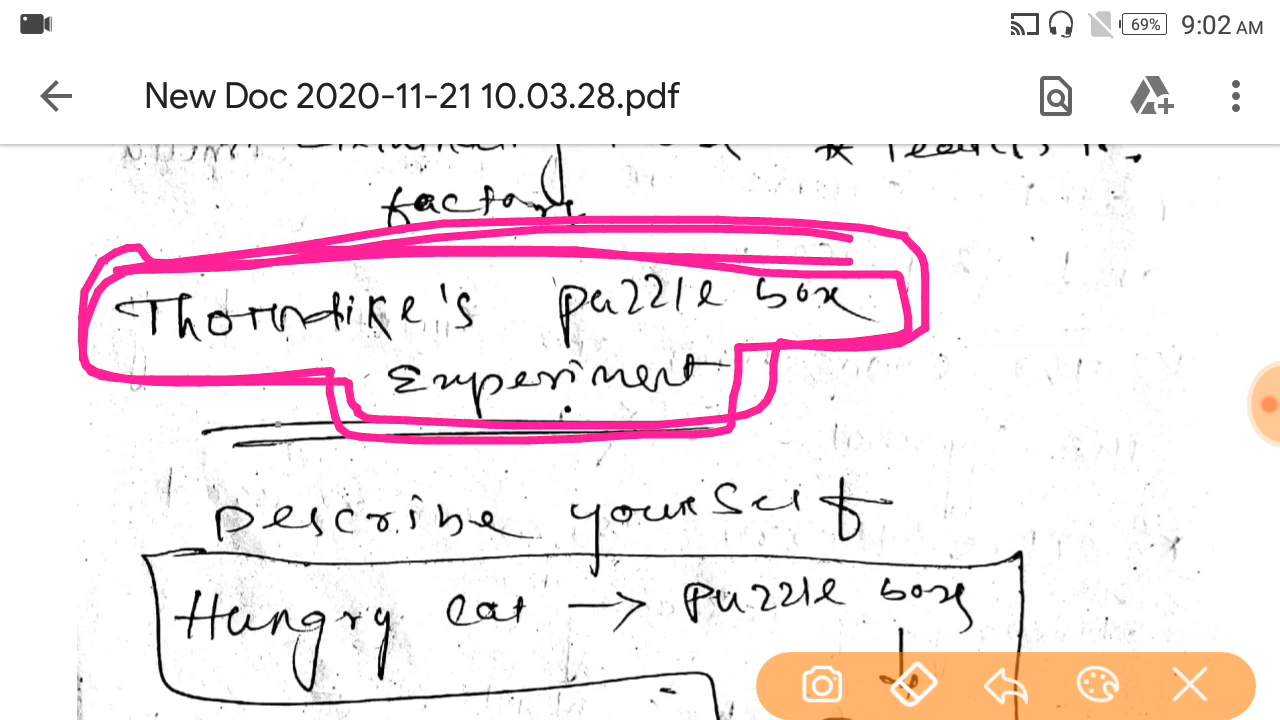 69% 9:02 AM
New Doc 2020-11-21 10.03.28.pdf
factory
Thorndike's puzzle box
Experiment
Describe yourself
Hungry cat → puzzle box